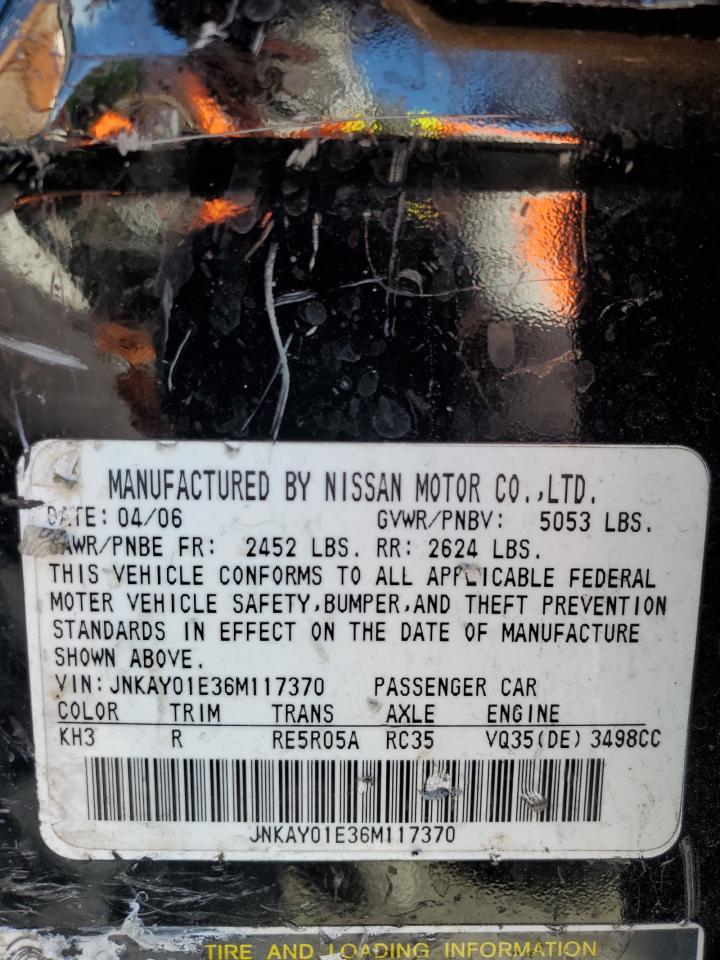 MANUFACTURED BY NISSAN MOTOR CO.,LTD.
DATE: 04/06 GVWR/PNBV: 5053 LBS.
GAWR/PNBE FR: 2452 LBS. RR: 2624 LBS.
THIS VEHICLE CONFORMS TO ALL APPLICABLE FEDERAL
MOTER VEHICLE SAFETY,BUMPER,AND THEFT PREVENTION
STANDARDS IN EFFECT ON THE DATE OF MANUFACTURE
SHOWN ABOVE.
VIN: JNKAY01E36M117370 PASSENGER CAR
COLOR TRIM TRANS AXLE ENGINE
KH3 R RE5R05A RC35 VQ35(DE) 3498CC
JNKAY01E36M117370
TIRE AND LOADING INFORMATION